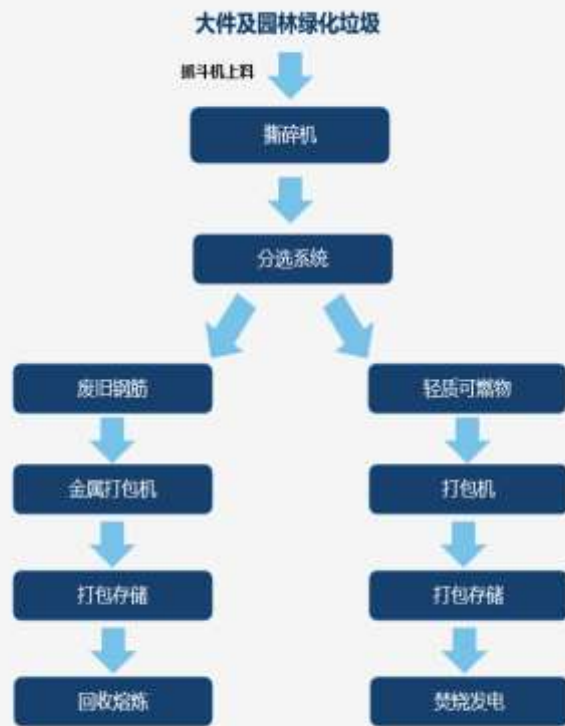 大件及园林绿化垃圾
抓斗机上料
撕碎机
分选系统
废旧钢筋
轻质可燃物
金属打包机
打包机
打包存储
打包存储
回收熔炼
焚烧发电